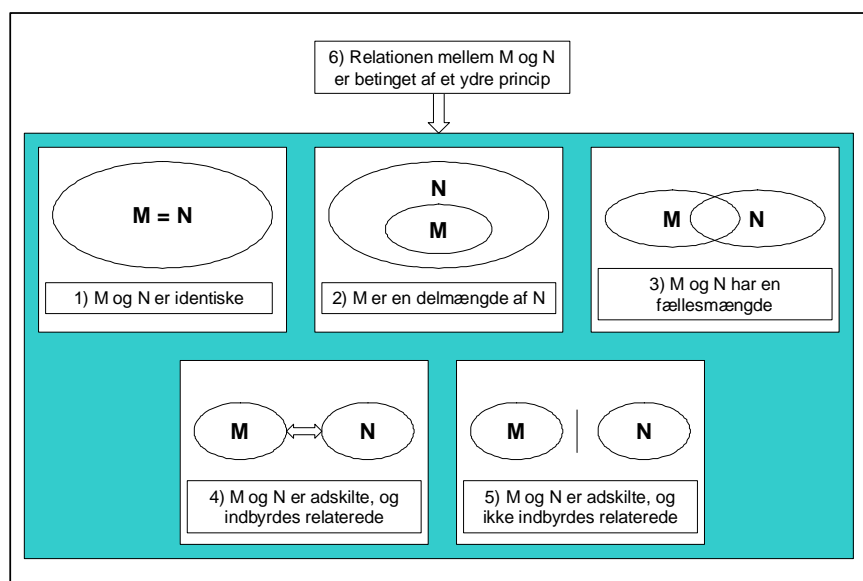 6) Relationen mellem M og N
er betinget af et ydre princip
M = N
1) M og N er identiske
N
M
2) M er en delmængde af N
M N
3) M og N har en
fællesmængde
M N
4) M og N er adskilte, og
indbyrdes relaterede
M N
5) M og N er adskilte, og
ikke indbyrdes relaterede